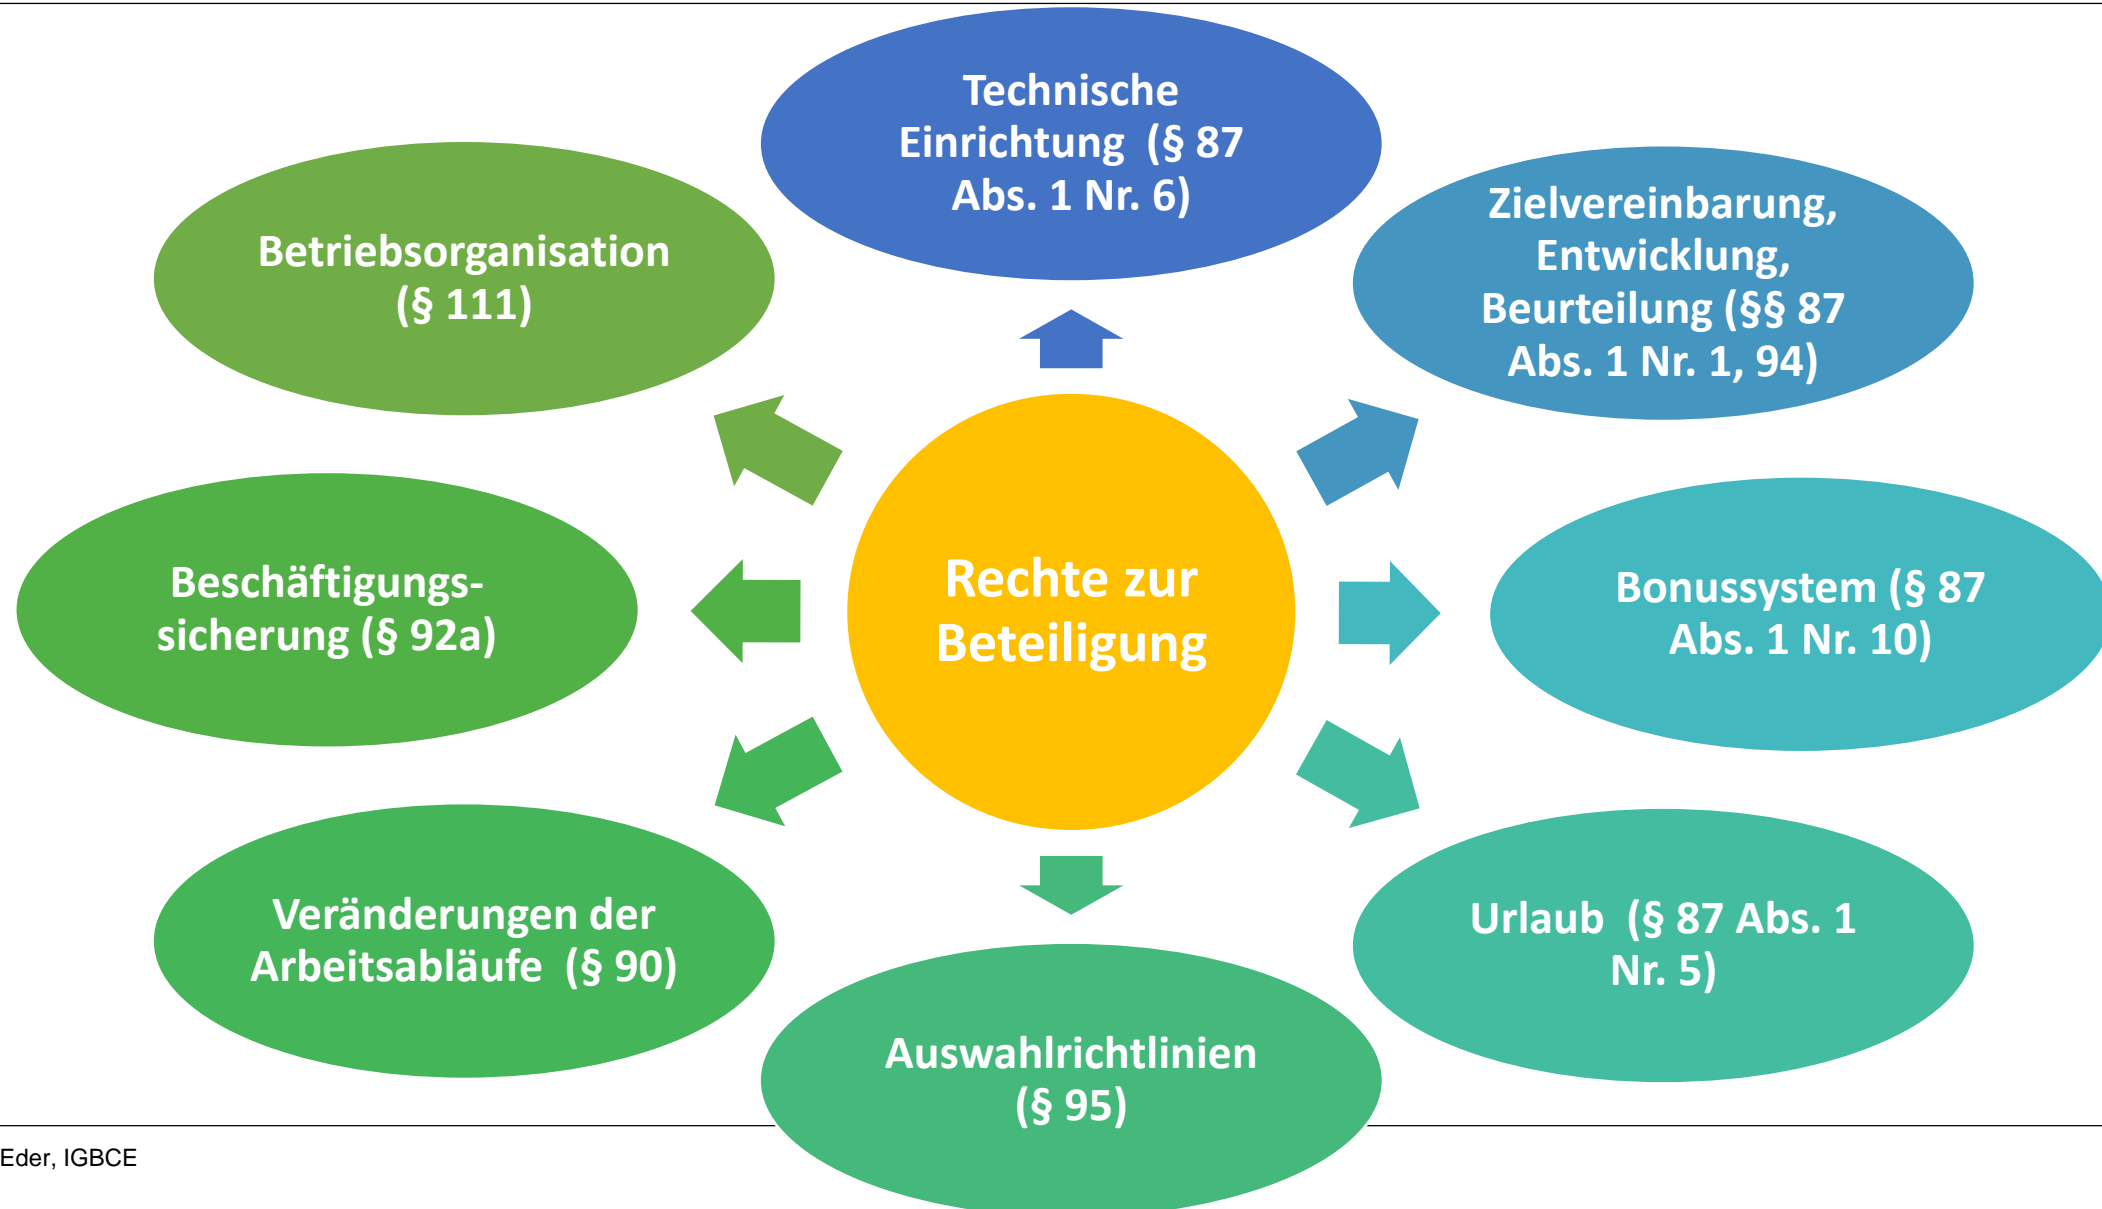 Technische
Einrichtung (§ 87
Abs. 1 Nr. 6)
Zielvereinbarung,
Entwicklung,
Beurteilung (§§ 87
Abs. 1 Nr. 1, 94)
Bonussystem (§ 87
Abs. 1 Nr. 10)
Urlaub (§ 87 Abs. 1
Nr. 5)
Auswahlrichtlinien
(§ 95)
Veränderungen der
Arbeitsabläufe (§ 90)
Beschäftigungs-
sicherung (§ 92a)
Betriebsorganisation
(§ 111)
Rechte zur
Beteiligung
Eder, IGBCE